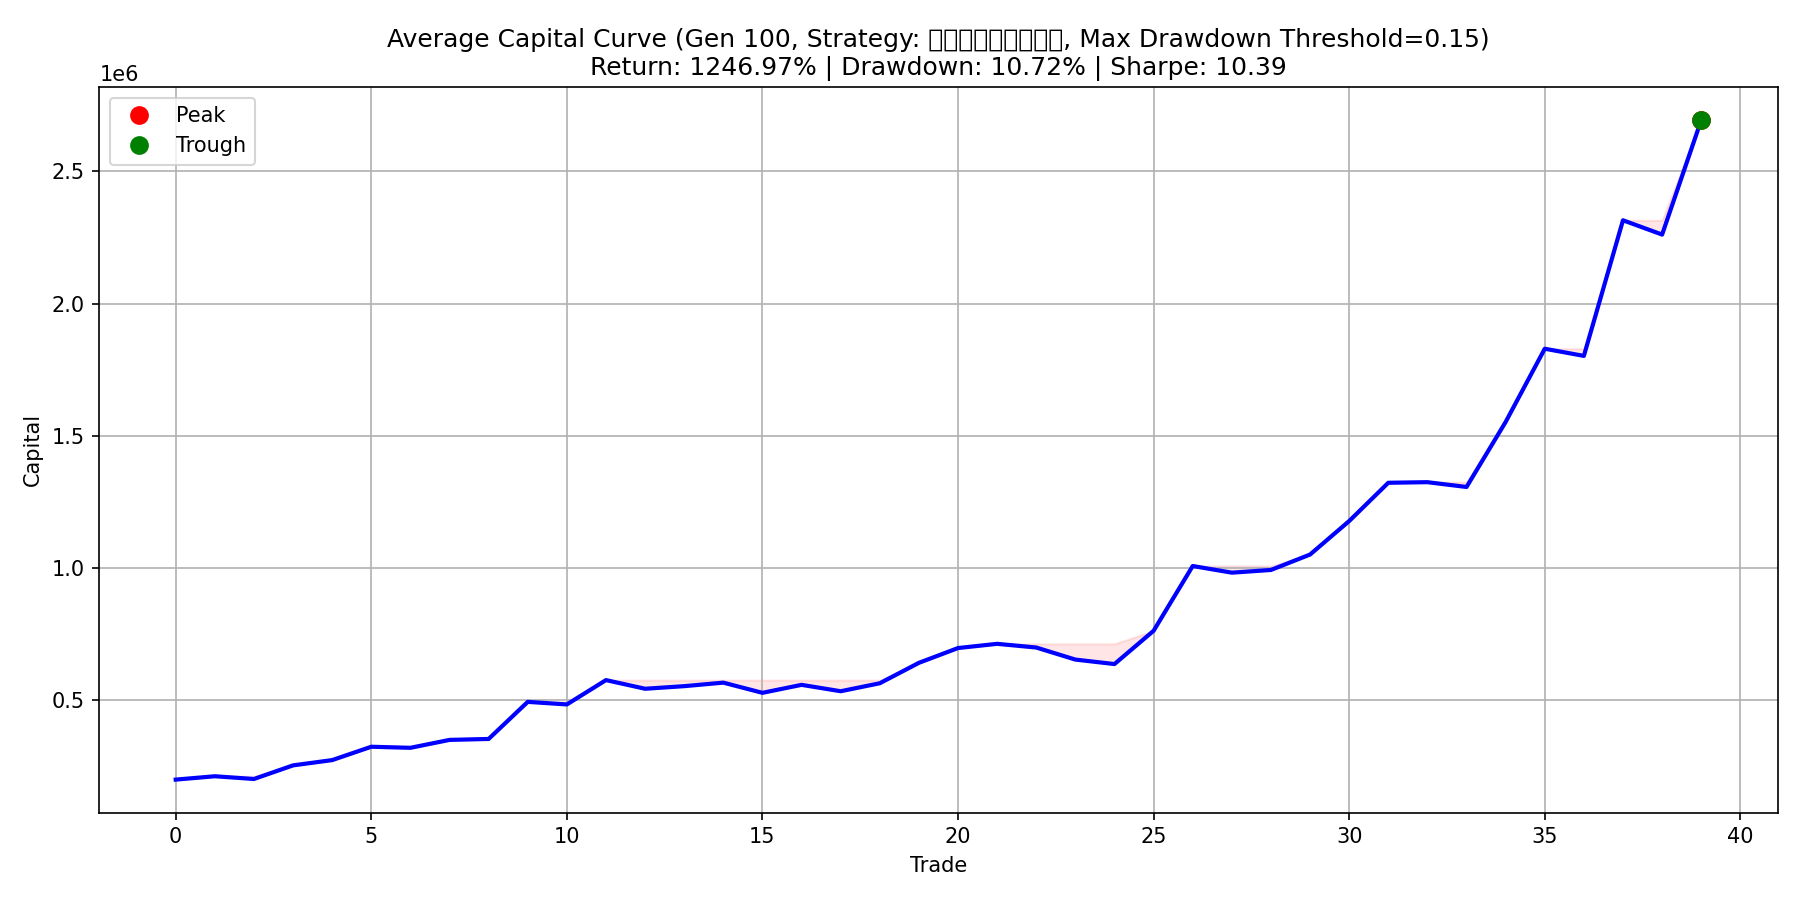 Average Capital Curve (Gen 100, Strategy: , Max Drawdown Threshold=0.15)
Return: 1246.97% | Drawdown: 10.72% | Sharpe: 10.39
1e6
Peak
Trough
2.5
2.0
1.5
1.0
0.5
Capital
0 5 10 15 20 25 30 35 40
Trade